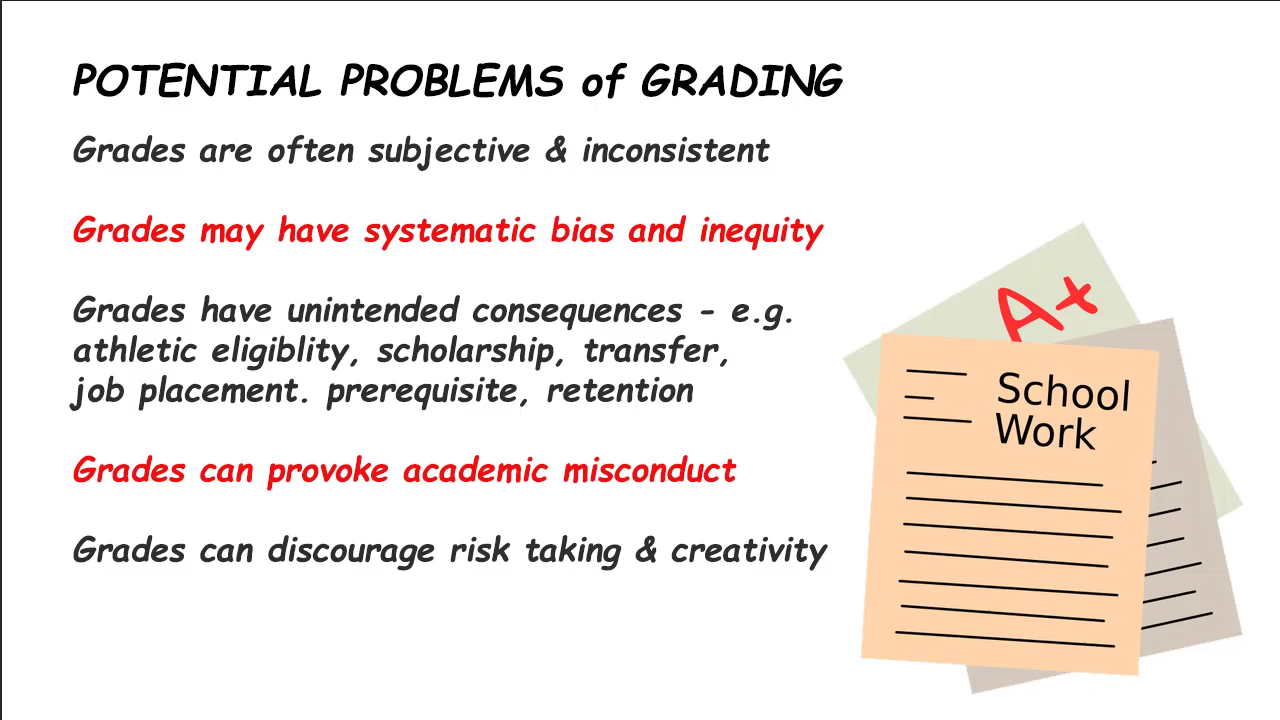 POTENTIAL PROBLEMS of GRADING
Grades are often subjective & inconsistent
Grades may have systematic bias and inequity
Grades have unintended consequences - e.g.
athletic eligiblity, scholarship, transfer,
job placement. prerequisite, retention
Grades can provoke academic misconduct
Grades can discourage risk taking & creativity
A+
School
Work